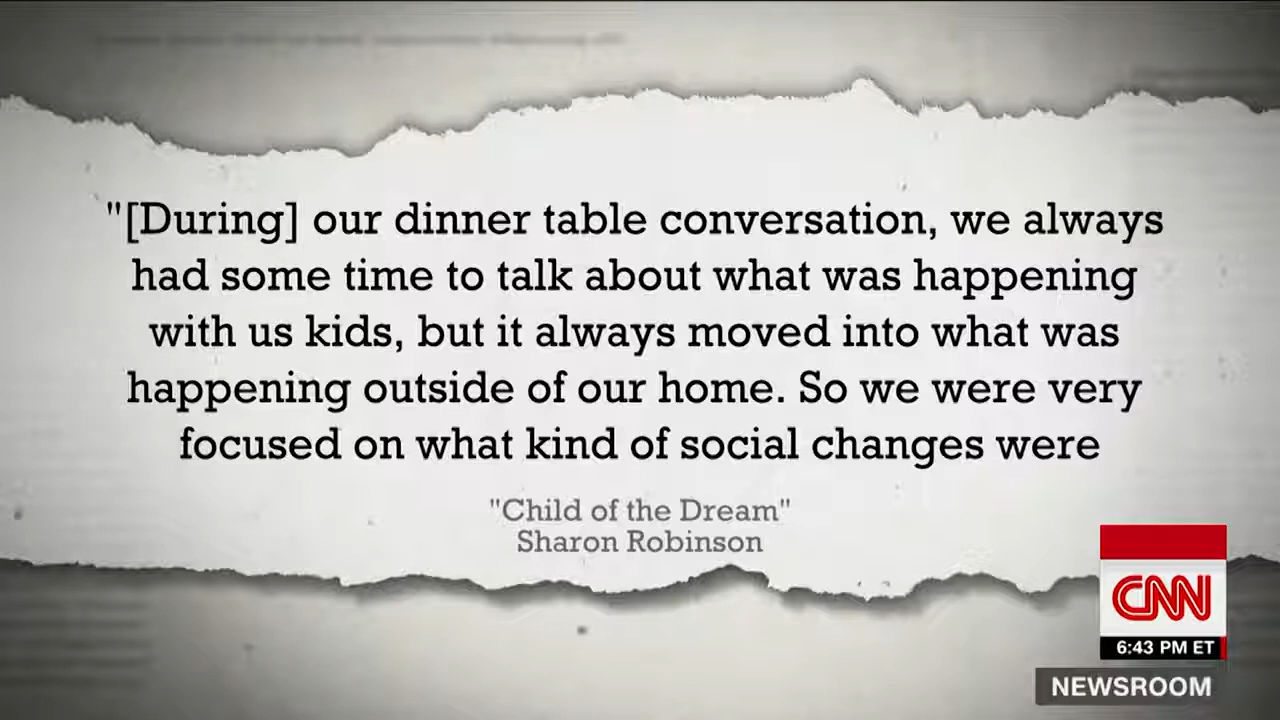 "[During] our dinner table conversation, we always
had some time to talk about what was happening
with us kids, but it always moved into what was
happening outside of our home. So we were very
focused on what kind of social changes were
"Child of the Dream"
Sharon Robinson
CNN
6:43 PM ET
NEWSROOM